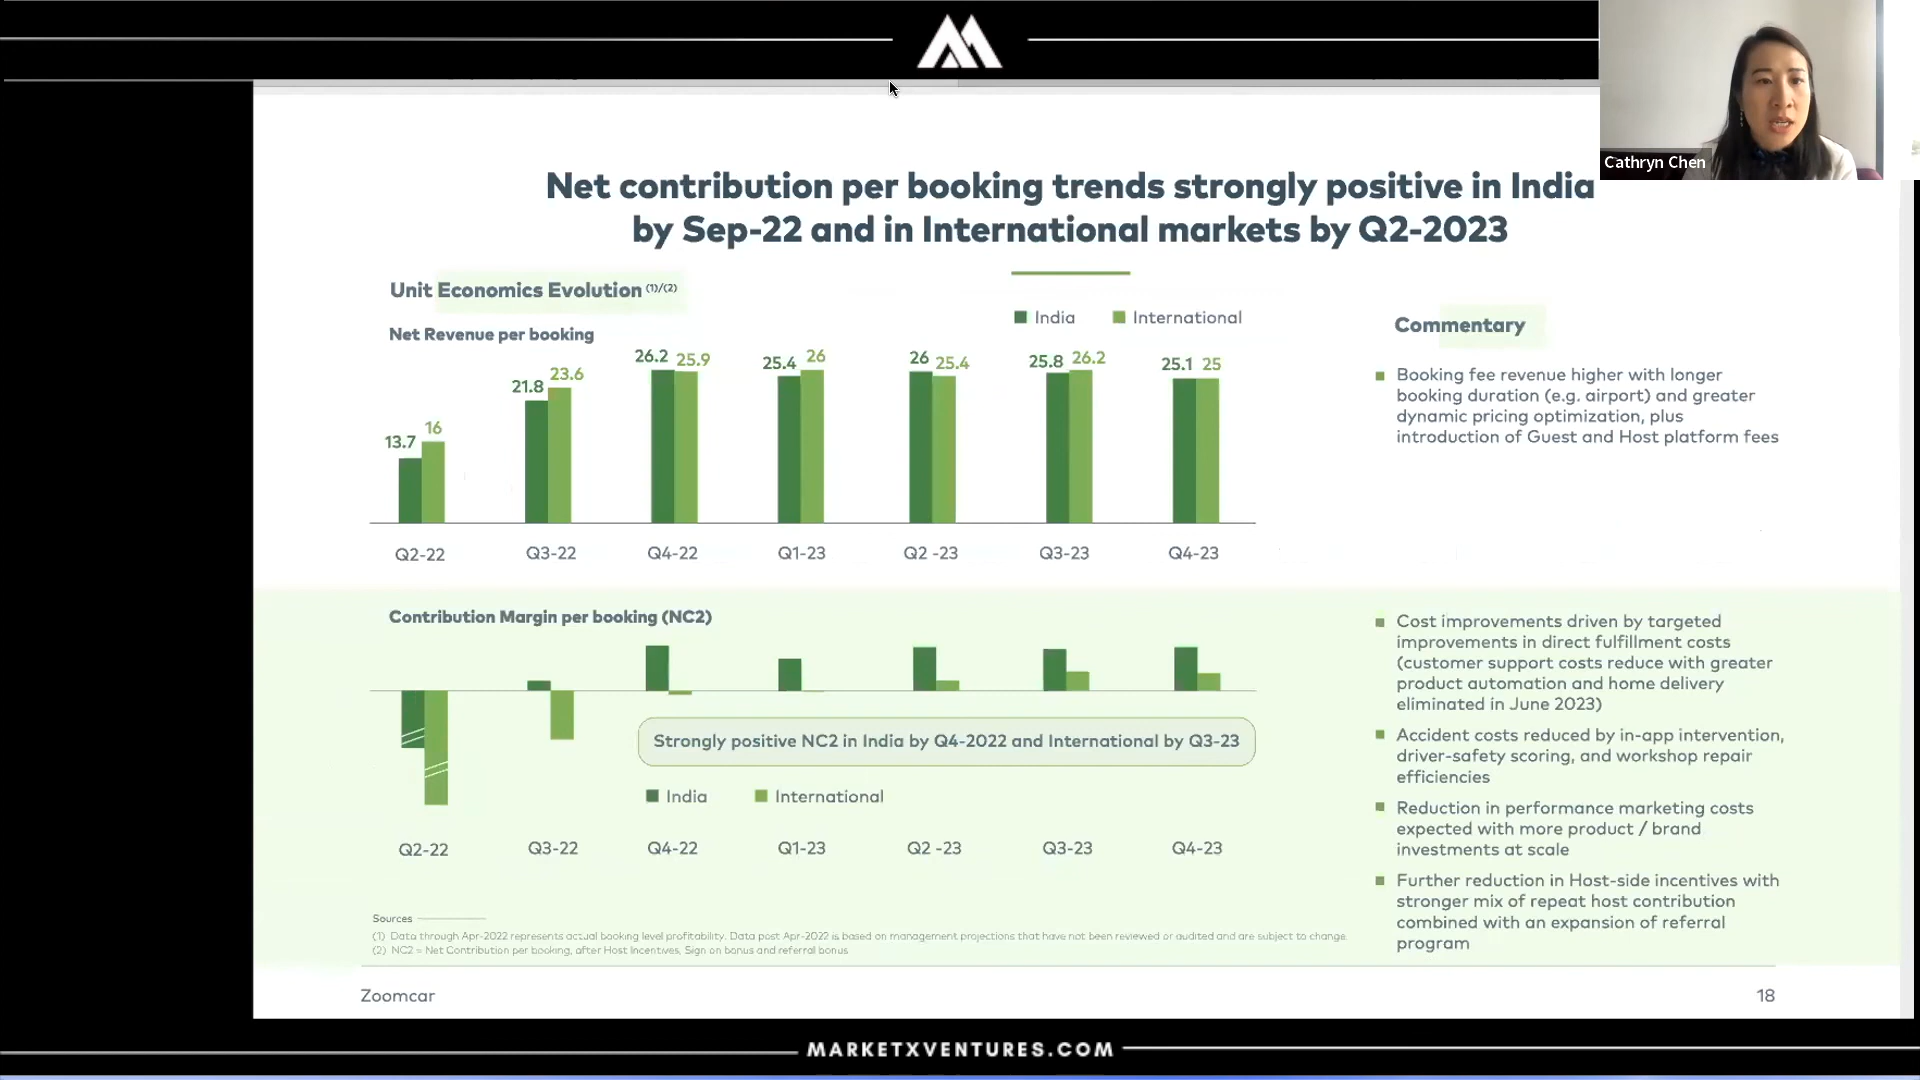 Cathryn Chen
Net contribution per booking trends strongly positive in India
by Sep-22 and in International markets by Q2-2023
Unit Economics Evolution (1)/(2)
Net Revenue per booking
India International
13.7 16 21.8 23.6 26.2 25.9 25.4 26 26 25.4 25.8 26.2 25.1 25
Q2-22 Q3-22 Q4-22 Q1-23 Q2 -23 Q3-23 Q4-23
Commentary
Booking fee revenue higher with longer
booking duration (e.g. airport) and greater
dynamic pricing optimization, plus
introduction of Guest and Host platform fees
Contribution Margin per booking (NC2)
Strongly positive NC2 in India by Q4-2022 and International by Q3-23
India International
Q2-22 Q3-22 Q4-22 Q1-23 Q2 -23 Q3-23 Q4-23
Cost improvements driven by targeted
improvements in direct fulfillment costs
(customer support costs reduce with greater
product automation and home delivery
eliminated in June 2023)
Accident costs reduced by in-app intervention,
driver-safety scoring, and workshop repair
efficiencies
Reduction in performance marketing costs
expected with more product / brand
investments at scale
Further reduction in Host-side incentives with
stronger mix of repeat host contribution
combined with an expansion of referral
program
Sources
(1) Data through Apr-2022 represents actual booking level profitability. Data post Apr-2022 is based on management projections that have not been reviewed or audited and are subject to change.
(2) NC2 = Net Contribution per booking, after Host Incentives, Sign on bonus and referral bonus
Zoomcar
18
MARKETXVENTURES.COM